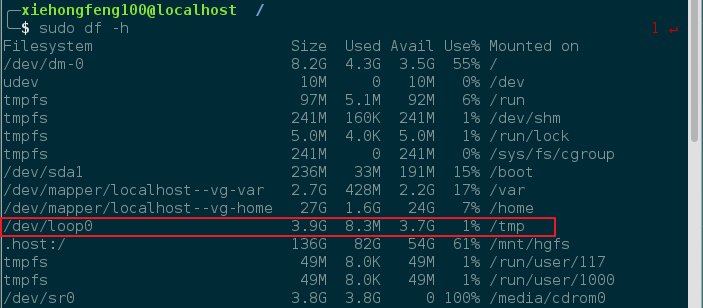 xiehongfeng100@localhost /
$ sudo df -h 1 ↵
Filesystem Size Used Avail Use% Mounted on
/dev/dm-0 8.2G 4.3G 3.5G 55% /
udev 10M 0 10M 0% /dev
tmpfs 97M 5.1M 92M 6% /run
tmpfs 241M 160K 241M 1% /dev/shm
tmpfs 5.0M 4.0K 5.0M 1% /run/lock
tmpfs 241M 0 241M 0% /sys/fs/cgroup
/dev/sda1 236M 33M 191M 15% /boot
/dev/mapper/localhost--vg-var 2.7G 428M 2.2G 17% /var
/dev/mapper/localhost--vg-home 27G 1.6G 24G 7% /home
/dev/loop0 3.9G 8.3M 3.7G 1% /tmp
.host:/ 136G 82G 54G 61% /mnt/hgfs
tmpfs 49M 8.0K 49M 1% /run/user/117
tmpfs 49M 8.0K 49M 1% /run/user/1000
/dev/sr0 3.8G 3.8G 0 100% /media/cdrom0